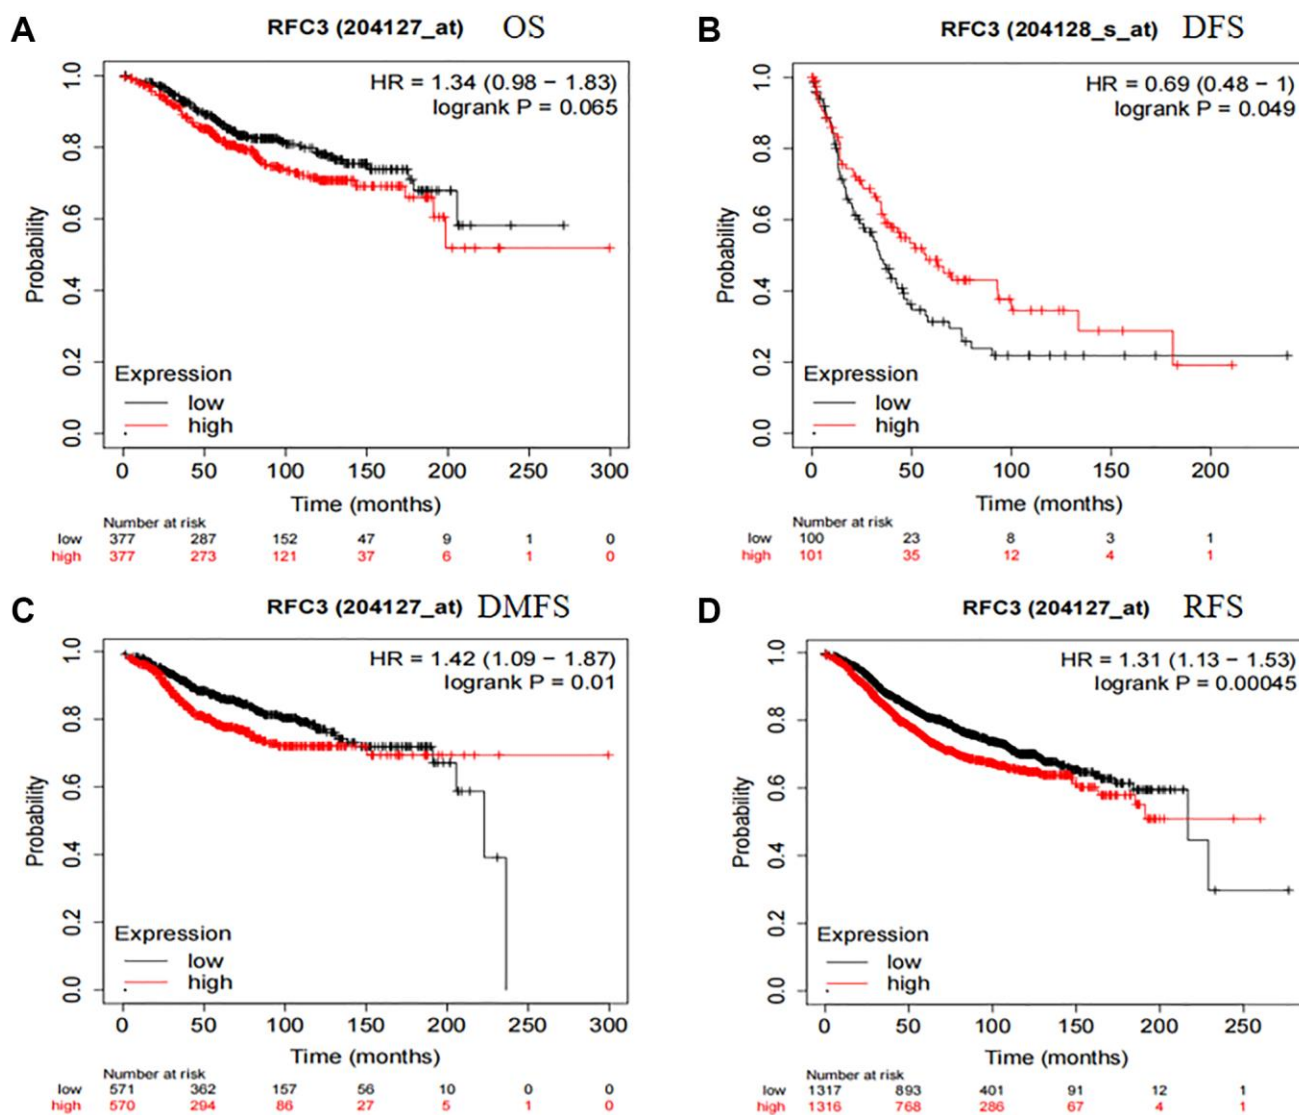 A
RFC3 (204127_at) OS
HR = 1.34 (0.98 − 1.83)
logrank P = 0.065
Probability
1.0
0.8
0.6
0.4
0.2
0.0
Expression
low
high
0 50 100 150 200 250 300
Time (months)
Number at risk
low 377 287 152 47 9 1 0
high 377 273 121 37 6 1 0
B
RFC3 (204128_s_at) DFS
HR = 0.69 (0.48 − 1)
logrank P = 0.049
Probability
1.0
0.8
0.6
0.4
0.2
0.0
Expression
low
high
0 50 100 150 200
Time (months)
Number at risk
low 100 23 8 3 1
high 101 35 12 4 1
C
RFC3 (204127_at) DMFS
HR = 1.42 (1.09 − 1.87)
logrank P = 0.01
Probability
1.0
0.8
0.6
0.4
0.2
0.0
Expression
low
high
0 50 100 150 200 250 300
Time (months)
Number at risk
low 571 362 157 56 10 0 0
high 570 294 86 27 5 1 0
D
RFC3 (204127_at) RFS
HR = 1.31 (1.13 − 1.53)
logrank P = 0.00045
Probability
1.0
0.8
0.6
0.4
0.2
0.0
Expression
low
high
0 50 100 150 200 250
Time (months)
Number at risk
low 1317 893 401 91 12 1
high 1316 768 286 67 4 1